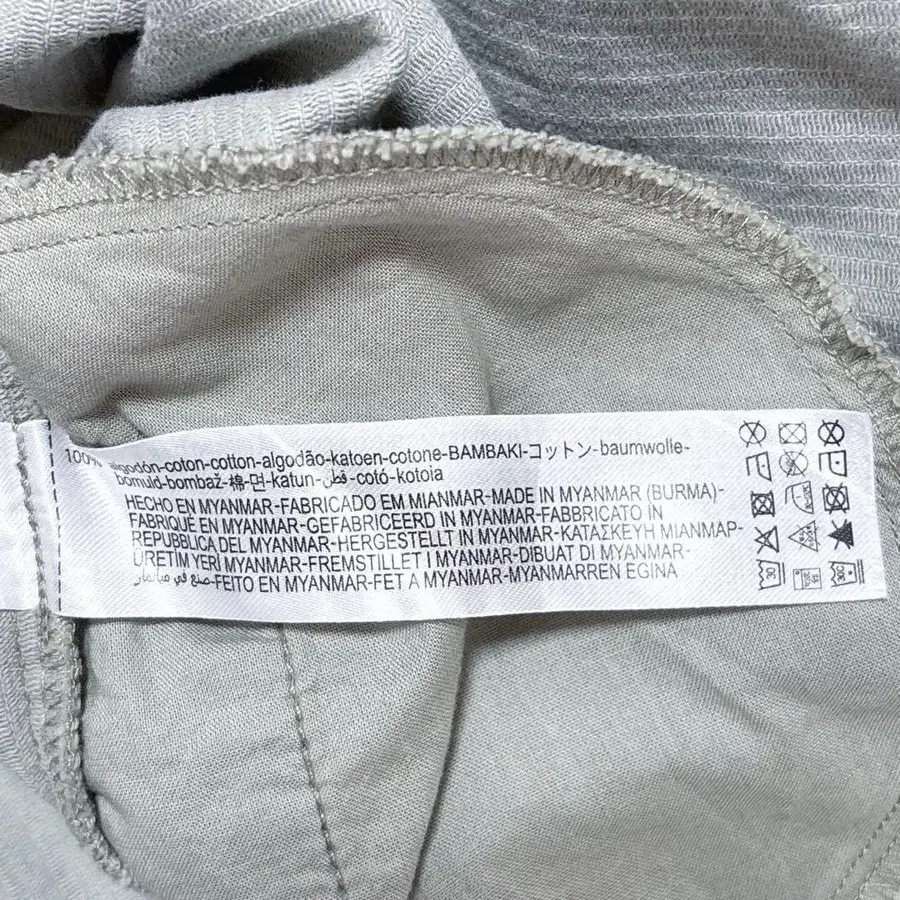 100% algodón-coton-cotton-algodão-katoen-cotone-BAMBAKI-コットン-baumwolle-
bomuld-bombaž-棉-면-katun-قطن-cotó-kotoia
HECHO EN MYANMAR-FABRICADO EM MIANMAR-MADE IN MYANMAR (BURMA)-
FABRIQUÉ EN MYANMAR-GEFABRICEERD IN MYANMAR-FABBRICATO IN
REPUBBLICA DEL MYANMAR-HERGESTELLT IN MYANMAR-ΚΑΤΑΣΚΕΥΗ ΜΙΑΝΜΑΡ-
ÜRETİM YERİ MYANMAR-FREMSTILLET I MYANMAR-DIBUAT DI MYANMAR-
صنع في ميانمار-FEITO EN MYANMAR-FET A MYANMAR-MYANMARREN EGINA